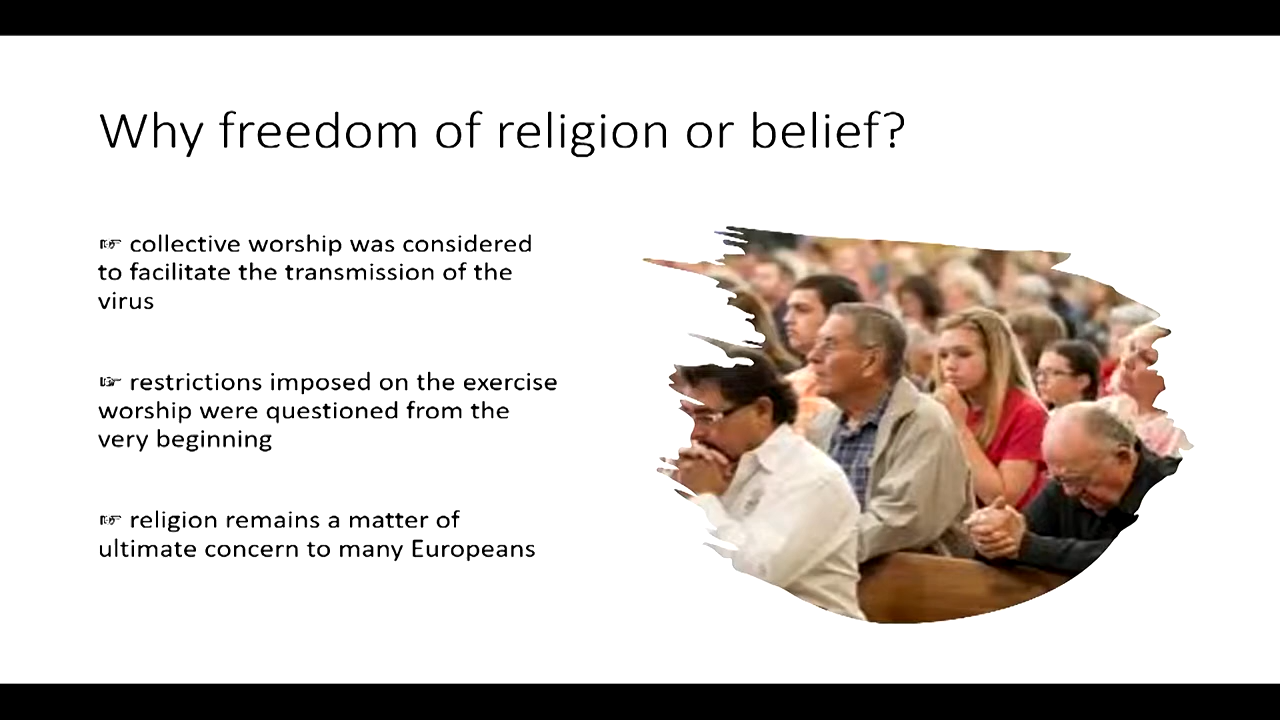 Why freedom of religion or belief?
☞ collective worship was considered
to facilitate the transmission of the
virus
☞ restrictions imposed on the exercise
worship were questioned from the
very beginning
☞ religion remains a matter of
ultimate concern to many Europeans